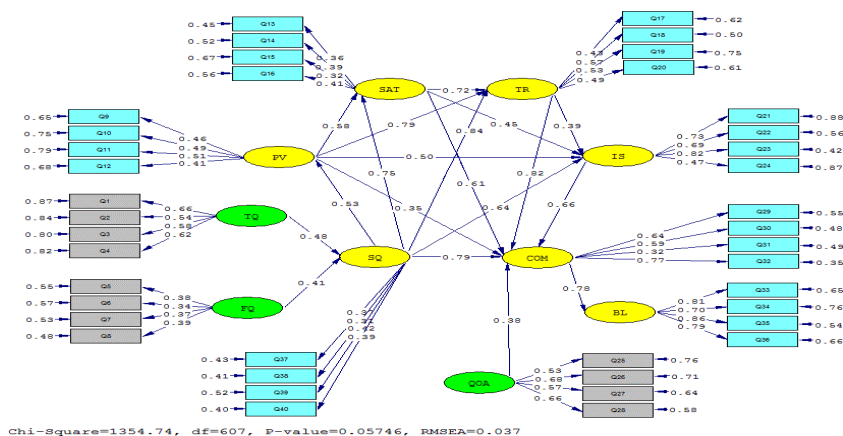 0.45 Q13
0.52 Q14
0.67 Q15
0.56 Q16
0.36
0.39
0.32
0.41
Q17 0.62
Q18 0.50
Q19 0.75
Q20 0.61
0.43
0.57
0.53
0.49
SAT 0.72 TR
0.65 Q9
0.75 Q10
0.79 Q11
0.68 Q12
0.46
0.49
0.51
0.41
0.58
0.79
0.84
0.45
0.39
Q21 0.88
Q22 0.56
Q23 0.42
Q24 0.87
0.73
0.69
0.82
0.47
PV 0.50 IS
0.75
0.61
0.82
0.87 Q1
0.84 Q2
0.80 Q3
0.82 Q4
0.66
0.54
0.58
0.62
TQ
0.48
0.53
0.35
0.64
0.66
Q29 0.55
Q30 0.48
Q31 0.49
Q32 0.35
0.64
0.59
0.32
0.77
SQ 0.79 COM
0.55 Q5
0.57 Q6
0.53 Q7
0.48 Q8
0.38
0.34
0.37
0.39
FQ
0.41
0.78
BL
0.81
0.70
0.86
0.79
Q33 0.65
Q34 0.76
Q35 0.54
Q36 0.66
0.37
0.42
0.39
0.38
0.43 Q37
0.41 Q38
0.52 Q39
0.40 Q40
QOA
0.53
0.68
0.57
0.66
Q25 0.76
Q26 0.71
Q27 0.64
Q28 0.58
Chi-Square=1354.74, df=607, P-value=0.05746, RMSEA=0.037